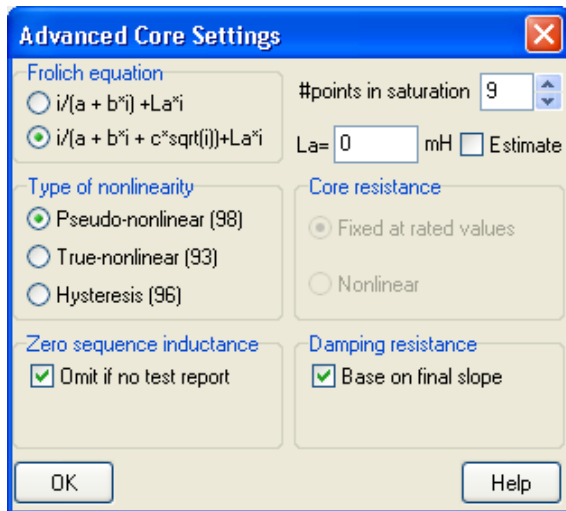 Advanced Core Settings
Frolich equation
i/(a + b*i) +La*i
i/(a + b*i + c*sqrt(i))+La*i
#points in saturation 9
La= 0 mH Estimate
Type of nonlinearity
Pseudo-nonlinear (98)
True-nonlinear (93)
Hysteresis (96)
Core resistance
Fixed at rated values
Nonlinear
Zero sequence inductance
Omit if no test report
Damping resistance
Base on final slope
OK
Help